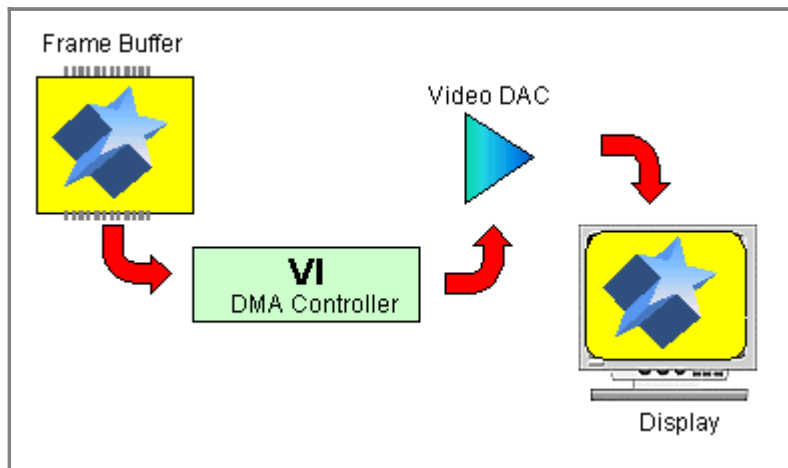 Frame Buffer
Video DAC
VI
DMA Controller
Display